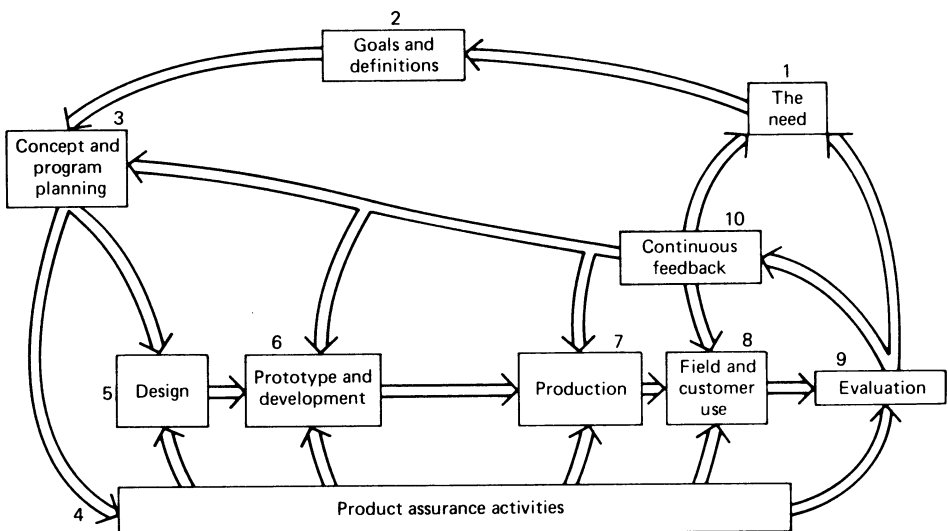 2
Goals and
definitions
1
The
need
3
Concept and
program
planning
10
Continuous
feedback
5
Design
6
Prototype and
development
7
Production
8
Field and
customer
use
9
Evaluation
4
Product assurance activities